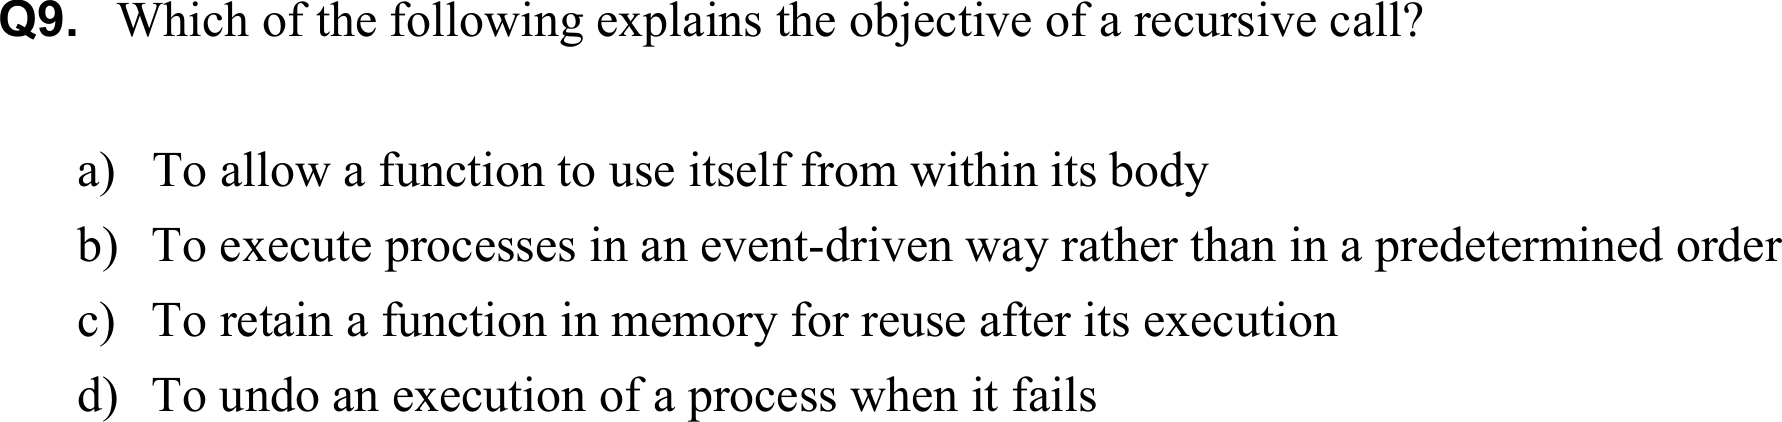 Q9. Which of the following explains the objective of a recursive call?
a) To allow a function to use itself from within its body
b) To execute processes in an event-driven way rather than in a predetermined order
c) To retain a function in memory for reuse after its execution
d) To undo an execution of a process when it fails